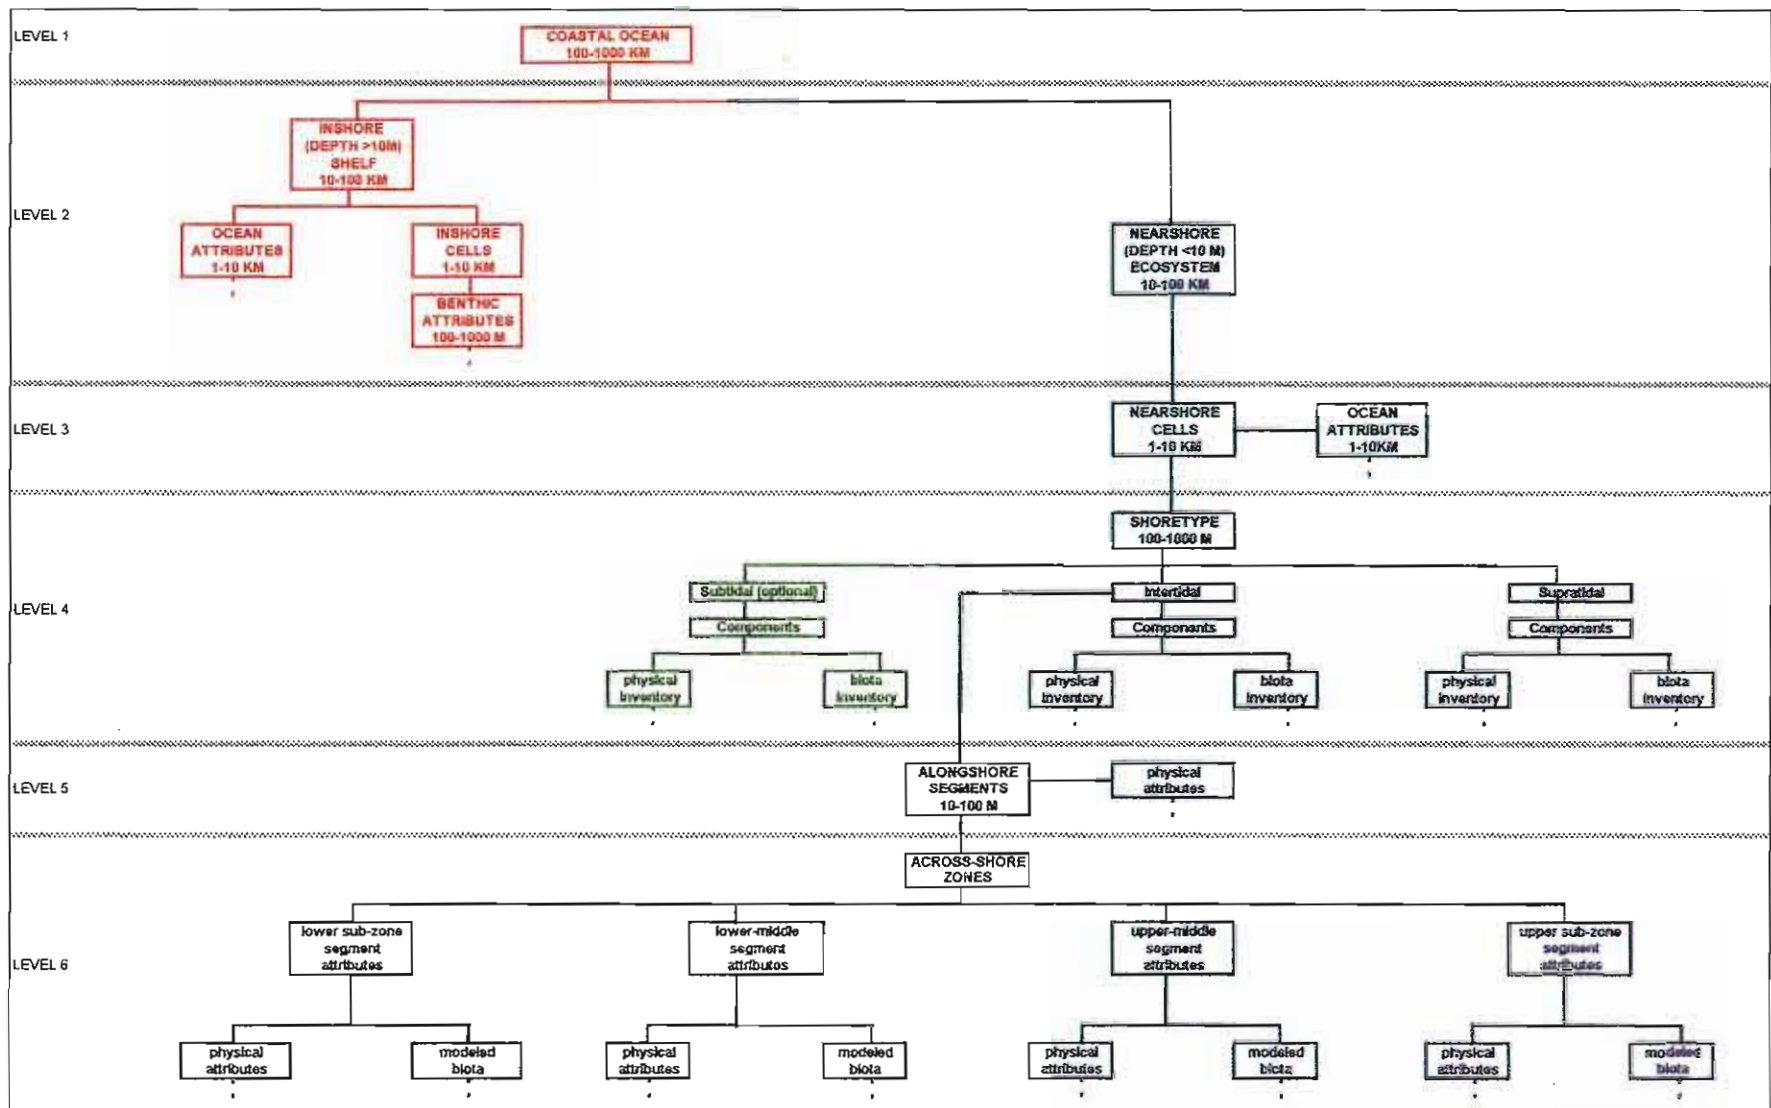 LEVEL 1
COASTAL OCEAN
100-1000 KM
LEVEL 2
INSHORE
(DEPTH >10M)
SHELF
10-100 KM
OCEAN
ATTRIBUTES
1-10 KM
INSHORE
CELLS
1-10 KM
BENTHIC
ATTRIBUTES
100-1000 M
NEARSHORE
(DEPTH <10 M)
ECOSYSTEM
10-100 KM
LEVEL 3
NEARSHORE
CELLS
1-10 KM
OCEAN
ATTRIBUTES
1-10KM
LEVEL 4
SHORETYPE
100-1000 M
Subtidal (optional)
Components
physical
inventory
biota
inventory
Intertidal
Components
physical
inventory
biota
inventory
Supratidal
Components
physical
inventory
biota
inventory
LEVEL 5
ALONGSHORE
SEGMENTS
10-100 M
physical
attributes
LEVEL 6
ACROSS-SHORE
ZONES
lower sub-zone
segment
attributes
physical
attributes
modeled
biota
lower-middle
segment
attributes
physical
attributes
modeled
biota
upper-middle
segment
attributes
physical
attributes
modeled
biota
upper sub-zone
segment
attributes
physical
attributes
modeled
biota